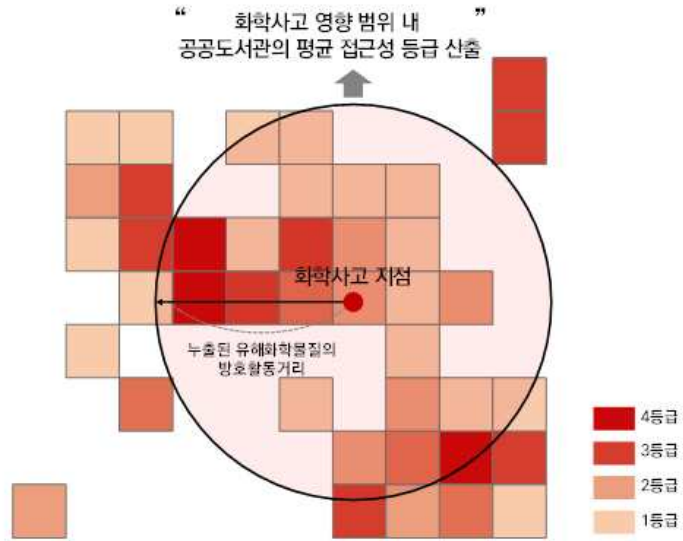 “ 화학사고 영향 범위 내 ”
공공도서관의 평균 접근성 등급 산출
화학사고 지점
누출된 유해화학물질의
방호활동거리
4등급
3등급
2등급
1등급